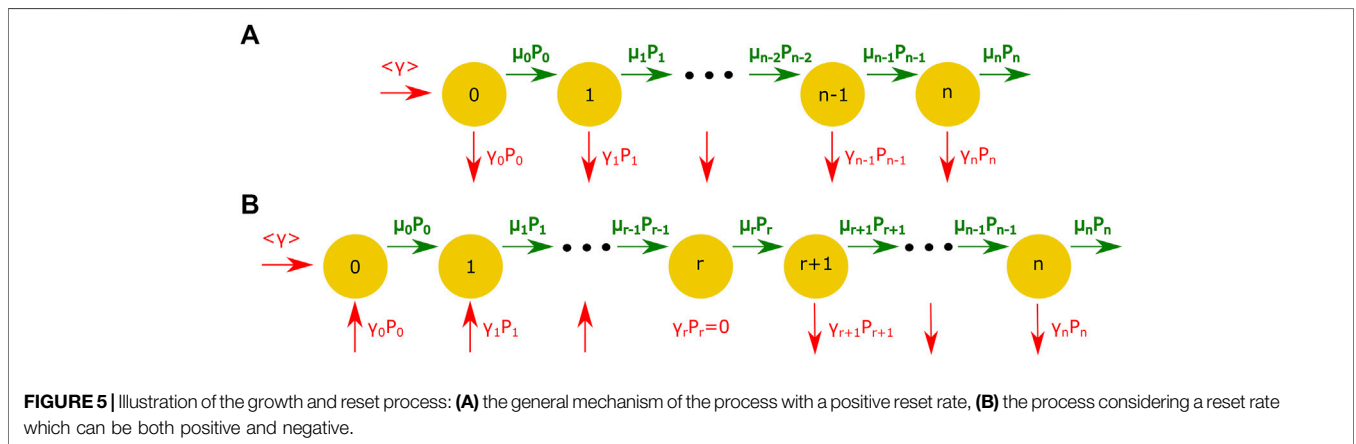 A
μ₀P₀ μ₁P₁ μₙ₋₂Pₙ₋₂ μₙ₋₁Pₙ₋₁ μₙPₙ
<γ>
0 1 ••• n-1 n
γ₀P₀ γ₁P₁ γₙ₋₁Pₙ₋₁ γₙPₙ
B
μ₀P₀ μ₁P₁ μᵣ₋₁Pᵣ₋₁ μᵣPᵣ μᵣ₊₁Pᵣ₊₁ μₙ₋₁Pₙ₋₁ μₙPₙ
<γ>
0 1 ••• r r+1 ••• n
γ₀P₀ γ₁P₁ γᵣPᵣ=0 γᵣ₊₁Pᵣ₊₁ γₙPₙ
FIGURE 5 | Illustration of the growth and reset process: (A) the general mechanism of the process with a positive reset rate, (B) the process considering a reset rate
which can be both positive and negative.